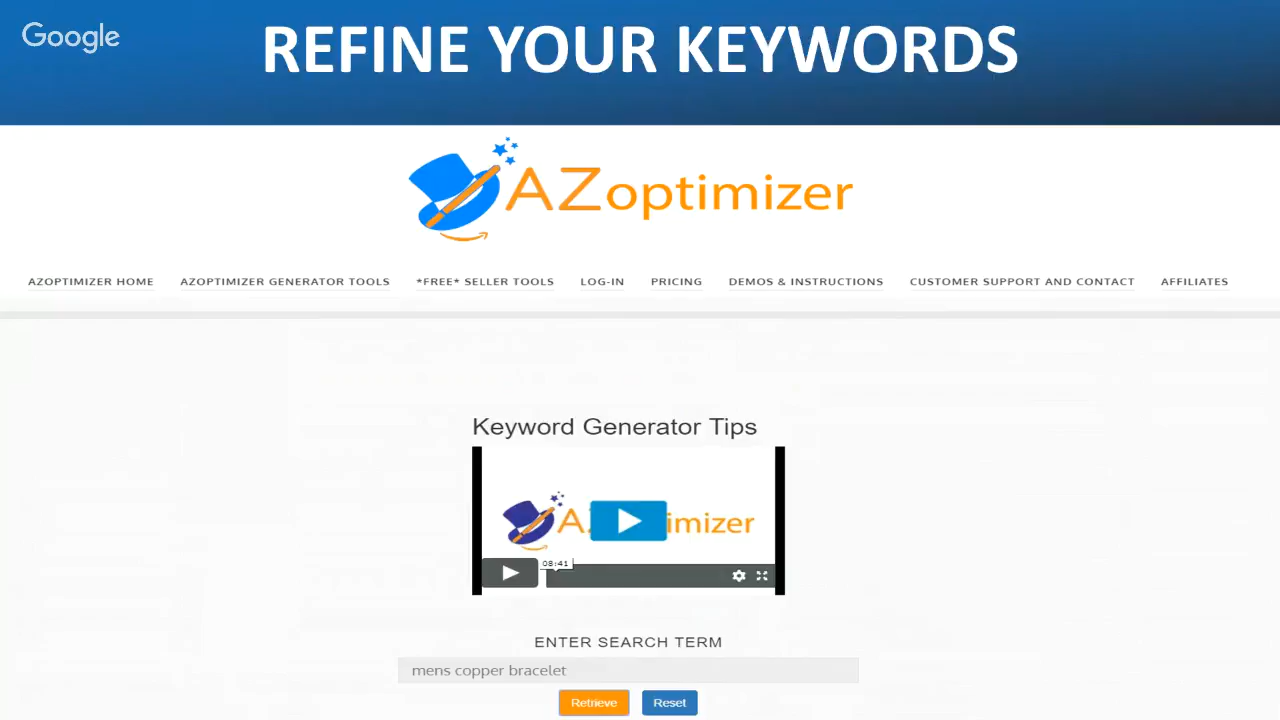 Google
REFINE YOUR KEYWORDS
AZoptimizer
AZOPTIMIZER HOME AZOPTIMIZER GENERATOR TOOLS *FREE* SELLER TOOLS LOG-IN PRICING DEMOS & INSTRUCTIONS CUSTOMER SUPPORT AND CONTACT AFFILIATES
Keyword Generator Tips
A imizer
08:41
ENTER SEARCH TERM
mens copper bracelet
Retrieve Reset